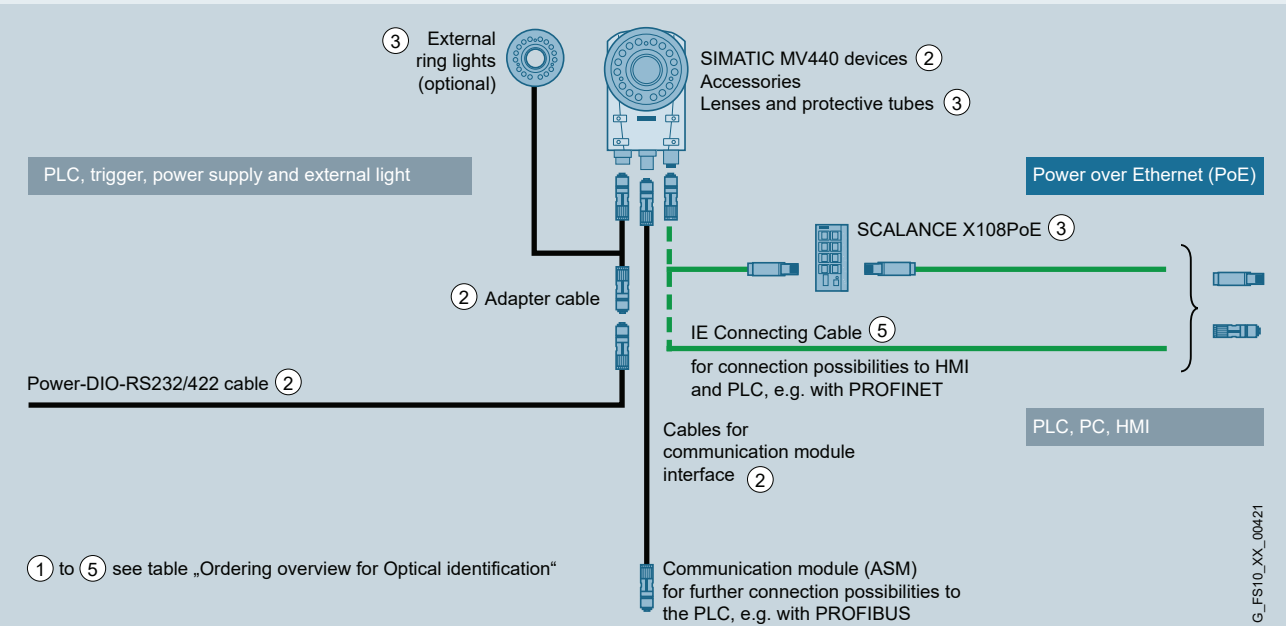 3 External
ring lights
(optional)
SIMATIC MV440 devices 2
Accessories
Lenses and protective tubes 3
PLC, trigger, power supply and external light
Power over Ethernet (PoE)
SCALANCE X108PoE 3
2 Adapter cable
IE Connecting Cable 5
for connection possibilities to HMI
and PLC, e.g. with PROFINET
Power-DIO-RS232/422 cable 2
PLC, PC, HMI
Cables for
communication module
interface 2
1 to 5 see table „Ordering overview for Optical identification“
Communication module (ASM)
for further connection possibilities to
the PLC, e.g. with PROFIBUS
G_FS10_XX_00421